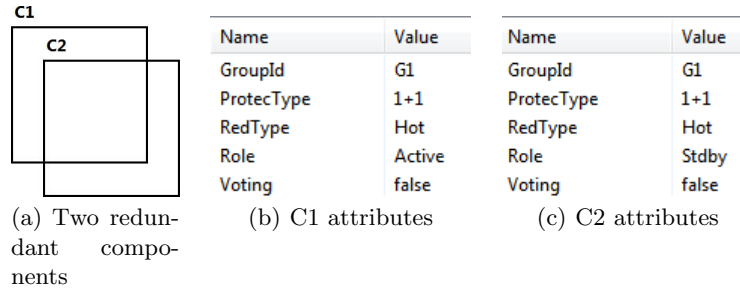 C1
C2
Name Value
GroupId G1
ProtecType 1+1
RedType Hot
Role Active
Voting false
Name Value
GroupId G1
ProtecType 1+1
RedType Hot
Role Stdby
Voting false
(a) Two redun-
dant compo-
nents
(b) C1 attributes
(c) C2 attributes